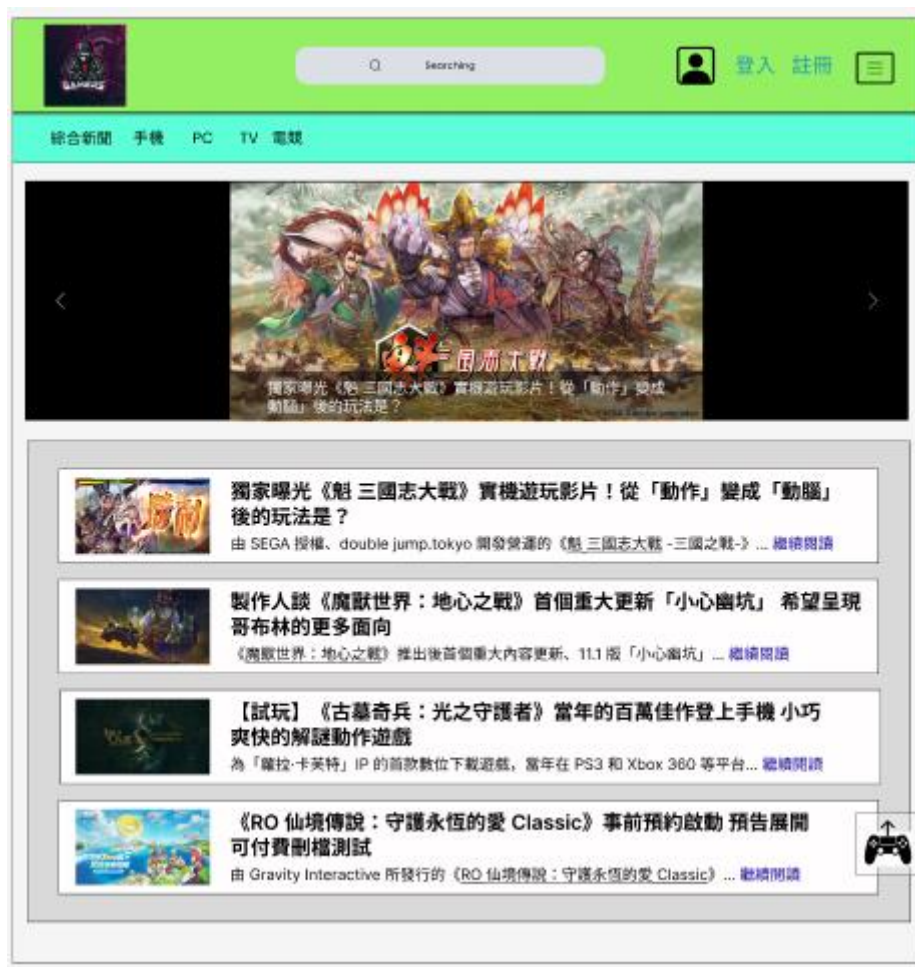 GAMERS
Searching
登入 註冊
綜合新聞 手機 PC TV 電競
魁 三国志大戦
獨家曝光《魁 三國志大戰》實機遊玩影片！從「動作」變成
動腦」後的玩法是？
獨家曝光《魁 三國志大戰》實機遊玩影片！從「動作」變成「動腦」
後的玩法是？
由 SEGA 授權、double jump.tokyo 開發營運的《魁 三國志大戰 -三國之戰-》... 繼續閱讀
製作人談《魔獸世界：地心之戰》首個重大更新「小心幽坑」 希望呈現
哥布林的更多面向
《魔獸世界：地心之戰》推出後首個重大內容更新、11.1 版「小心幽坑」... 繼續閱讀
【試玩】《古墓奇兵：光之守護者》當年的百萬佳作登上手機 小巧
爽快的解謎動作遊戲
為「蘿拉·卡芙特」IP 的首款數位下載遊戲，當年在 PS3 和 Xbox 360 等平台... 繼續閱讀
《RO 仙境傳說：守護永恆的愛 Classic》事前預約啟動 預告展開
可付費刪檔測試
由 Gravity Interactive 所發行的《RO 仙境傳說：守護永恆的愛 Classic》... 繼續閱讀